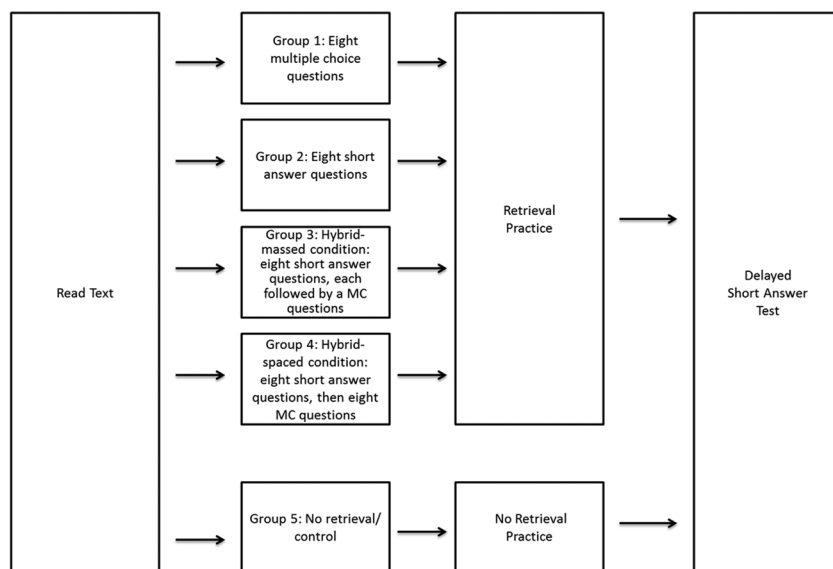 Read Text
Group 1: Eight
multiple choice
questions
Group 2: Eight short
answer questions
Group 3: Hybrid-
massed condition:
eight short answer
questions, each
followed by a MC
questions
Group 4: Hybrid-
spaced condition:
eight short answer
questions, then eight
MC questions
Group 5: No retrieval/
control
Retrieval
Practice
No Retrieval
Practice
Delayed
Short Answer
Test